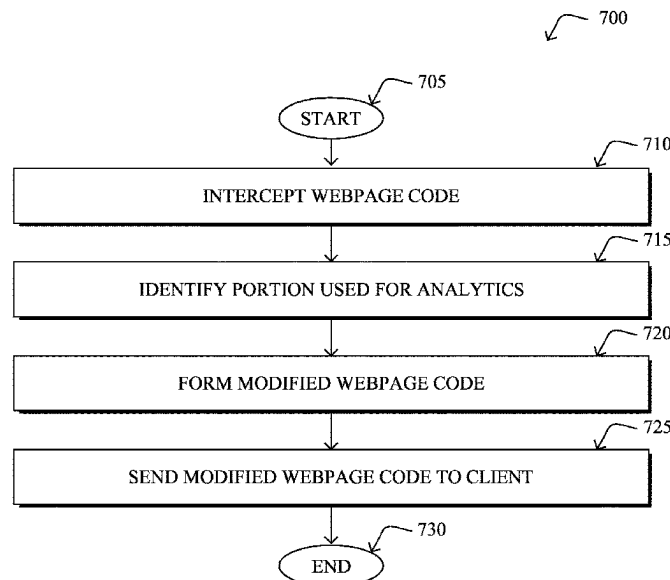 700
705
START
710
INTERCEPT WEBPAGE CODE
715
IDENTIFY PORTION USED FOR ANALYTICS
720
FORM MODIFIED WEBPAGE CODE
725
SEND MODIFIED WEBPAGE CODE TO CLIENT
730
END